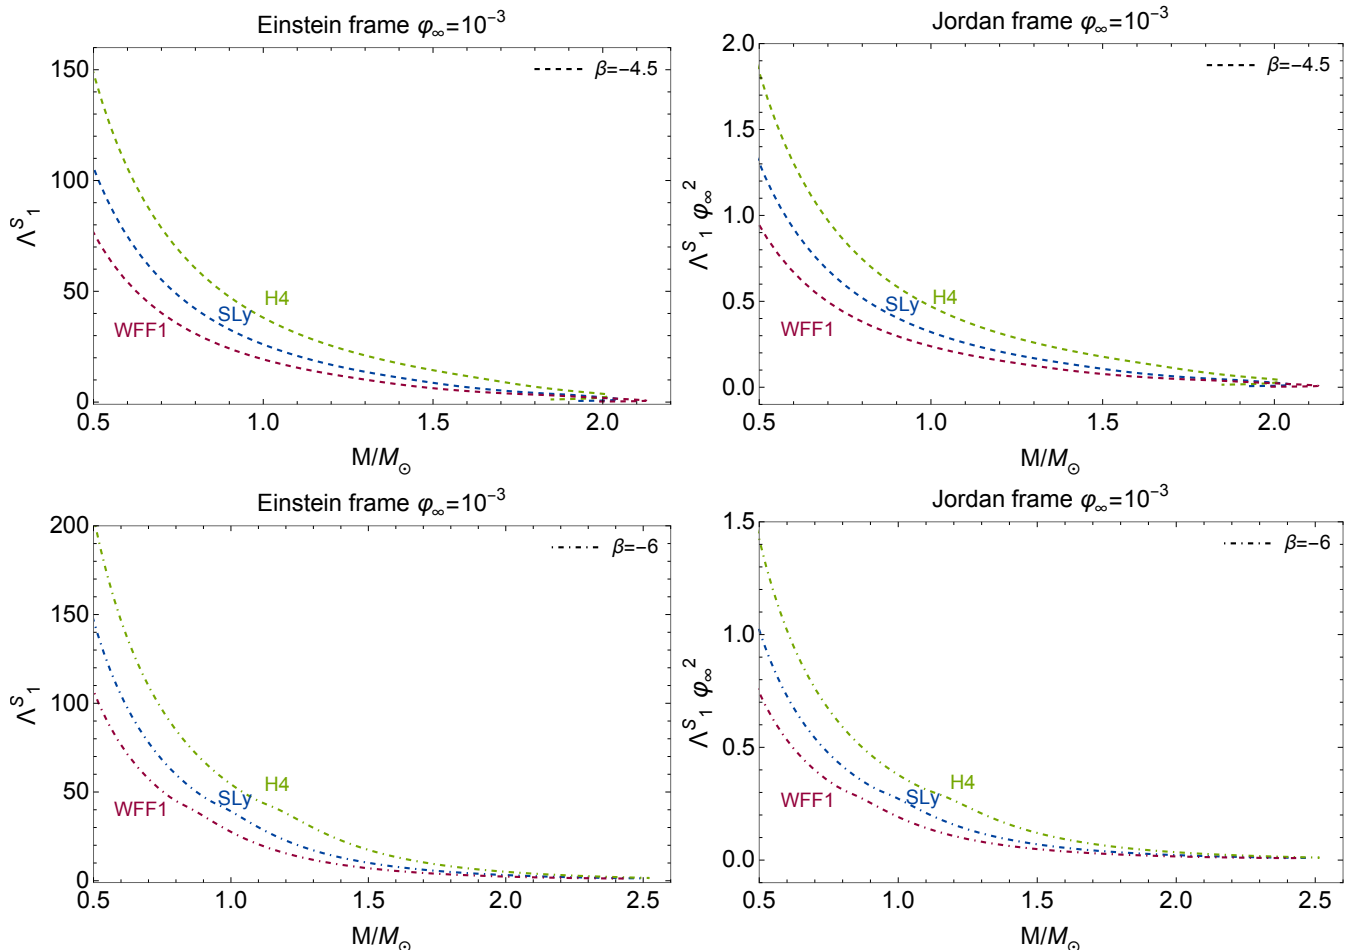 Einstein frame φ∞=10⁻³
Λˢ₁
150
100
50
0
β=-4.5
H4
SLy
WFF1
0.5 1.0 1.5 2.0
M/M⊙
Jordan frame φ∞=10⁻³
Λˢ₁ φ∞²
2.0
1.5
1.0
0.5
0.0
β=-4.5
H4
SLy
WFF1
0.5 1.0 1.5 2.0
M/M⊙
Einstein frame φ∞=10⁻³
Λˢ₁
200
150
100
50
0
β=-6
H4
SLy
WFF1
0.5 1.0 1.5 2.0 2.5
M/M⊙
Jordan frame φ∞=10⁻³
Λˢ₁ φ∞²
1.5
1.0
0.5
0.0
β=-6
H4
SLy
WFF1
0.5 1.0 1.5 2.0 2.5
M/M⊙